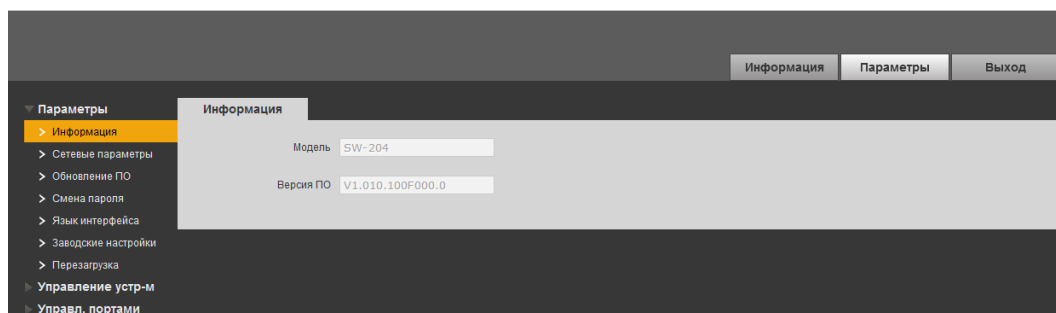 Информация Параметры Выход
Параметры
Информация
Информация
Модель SW-204
Сетевые параметры
Обновление ПО
Версия ПО V1.010.100F000.0
Смена пароля
Язык интерфейса
Заводские настройки
Перезагрузка
Управление устр-м
Управл. портами